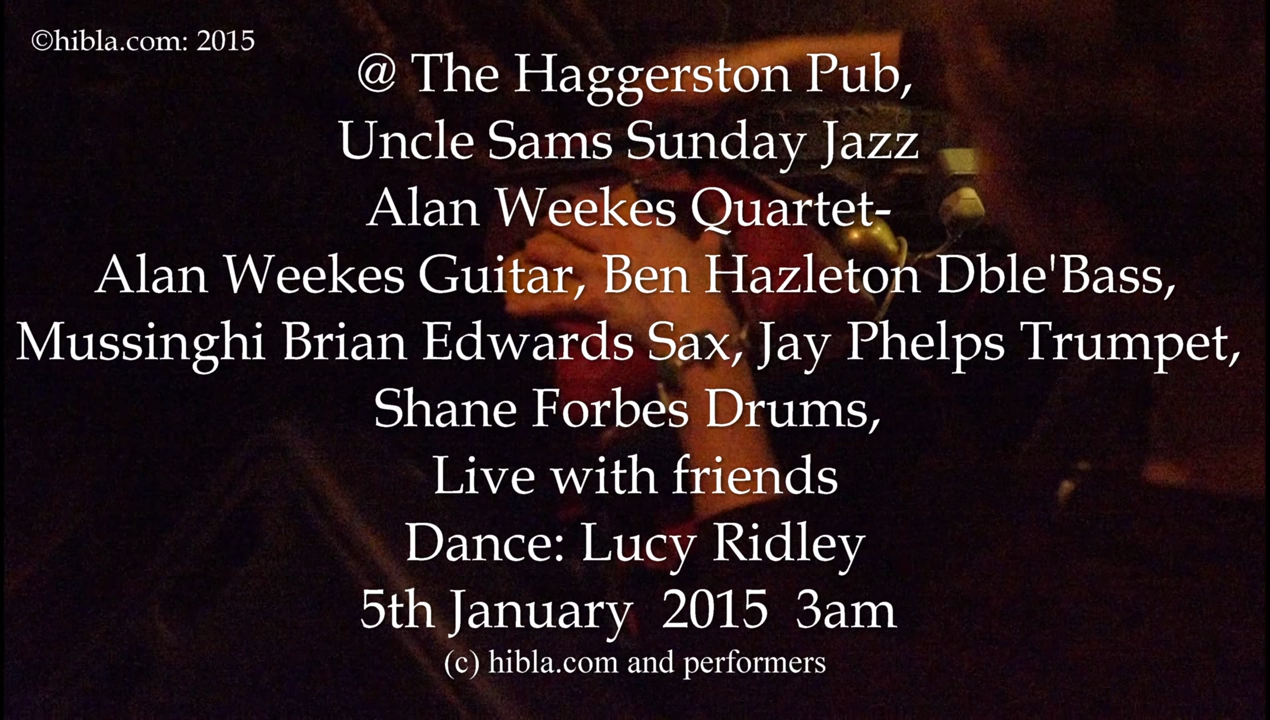 ©hibla.com: 2015
@ The Haggerston Pub,
Uncle Sams Sunday Jazz
Alan Weekes Quartet-
Alan Weekes Guitar, Ben Hazleton Dble'Bass,
Mussinghi Brian Edwards Sax, Jay Phelps Trumpet,
Shane Forbes Drums,
Live with friends
Dance: Lucy Ridley
5th January  2015  3am
(c) hibla.com and performers